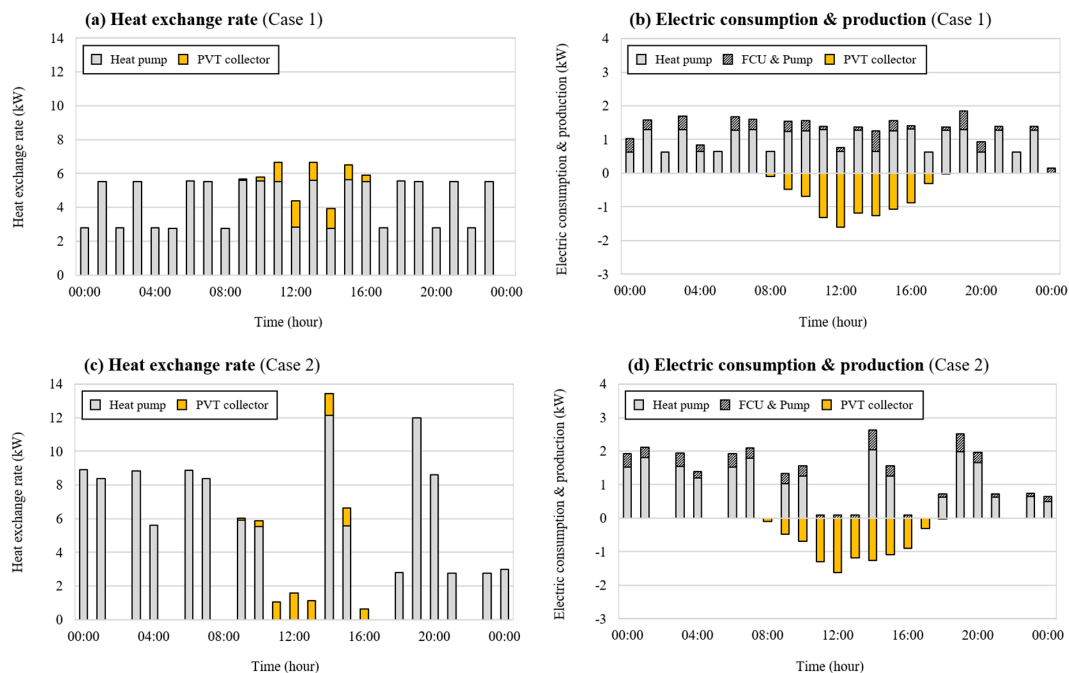 (a) Heat exchange rate (Case 1)
Heat exchange rate (kW)
14
12
10
8
6
4
2
0
Heat pump
PVT collector
00:00
04:00
08:00
12:00
16:00
20:00
00:00
Time (hour)
(b) Electric consumption & production (Case 1)
Electric consumption & production (kW)
4
3
2
1
0
-1
-2
-3
Heat pump
FCU & Pump
PVT collector
00:00
04:00
08:00
12:00
16:00
20:00
00:00
Time (hour)
(c) Heat exchange rate (Case 2)
Heat exchange rate (kW)
14
12
10
8
6
4
2
0
Heat pump
PVT collector
00:00
04:00
08:00
12:00
16:00
20:00
00:00
Time (hour)
(d) Electric consumption & production (Case 2)
Electric consumption & production (kW)
4
3
2
1
0
-1
-2
-3
Heat pump
FCU & Pump
PVT collector
00:00
04:00
08:00
12:00
16:00
20:00
00:00
Time (hour)